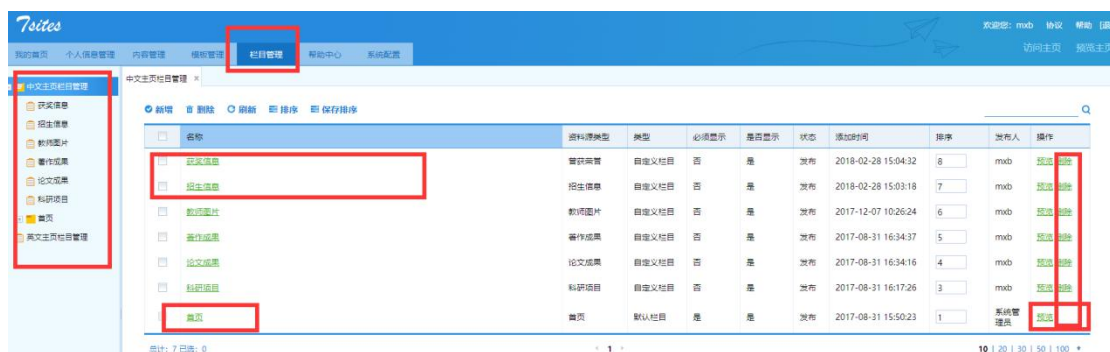 7sites
欢迎您：mxb 协议 帮助
我的首页 个人信息管理 内容管理 模板管理 栏目管理 帮助中心 系统配置
访问主页 预览主页
中文主页栏目管理
获奖信息
招生信息
教师图片
著作成果
论文成果
科研项目
首页
英文主页栏目管理
中文主页栏目管理 ×
新增 删除 刷新 排序 保存排序
名称 资料源类型 类型 必须显示 是否显示 状态 添加时间 排序 发布人 操作
获奖信息 曾获荣誉 自定义栏目 否 是 发布 2018-02-28 15:04:32 8 mxb 预览 删除
招生信息 招生信息 自定义栏目 否 是 发布 2018-02-28 15:03:18 7 mxb 预览 删除
教师图片 教师图片 自定义栏目 否 是 发布 2017-12-07 10:26:24 6 mxb 预览 删除
著作成果 著作成果 自定义栏目 否 是 发布 2017-08-31 16:34:37 5 mxb 预览 删除
论文成果 论文成果 自定义栏目 否 是 发布 2017-08-31 16:34:16 4 mxb 预览 删除
科研项目 科研项目 自定义栏目 否 是 发布 2017-08-31 16:17:26 3 mxb 预览 删除
首页 首页 默认栏目 是 是 发布 2017-08-31 15:50:23 1 系统管理员 预览
总计：7 已选：0 ‹ 1 › 10 | 20 | 30 | 50 | 100